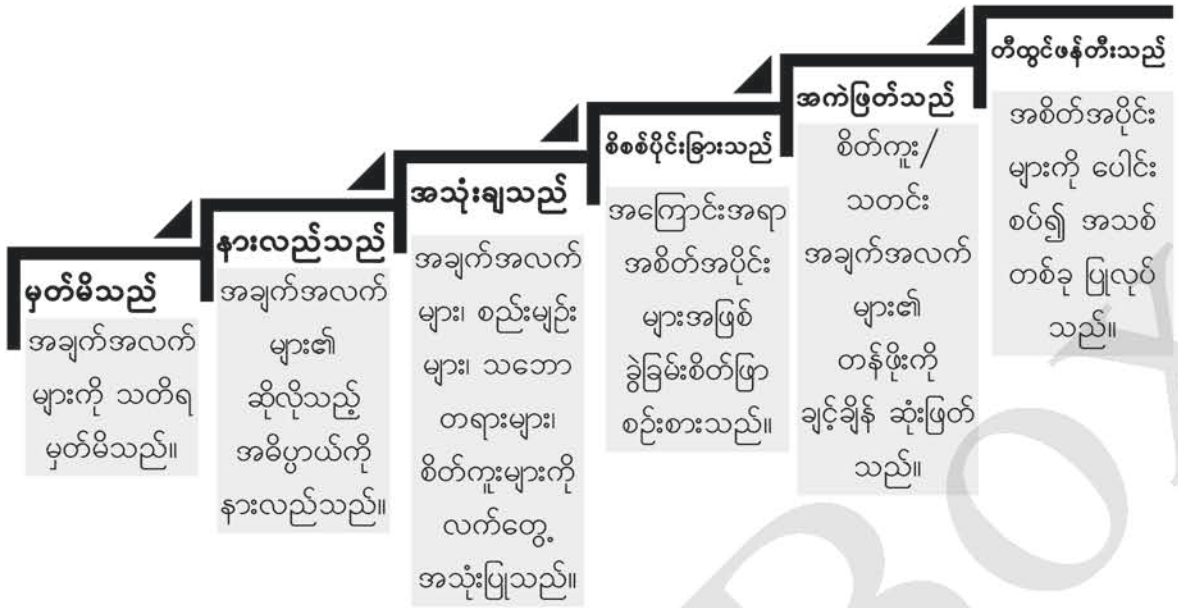 မှတ်မိသည်
အချက်အလက်
များကို သတိရ
မှတ်မိသည်။
နားလည်သည်
အချက်အလက်
များ၏
ဆိုလိုသည့်
အဓိပ္ပာယ်ကို
နားလည်သည်။
အသုံးချသည်
အချက်အလက်
များ၊ စည်းမျဉ်း
များ၊ သဘော
တရားများ၊
စိတ်ကူးများကို
လက်တွေ့
အသုံးပြုသည်။
စိစစ်ပိုင်းခြားသည်
အကြောင်းအရာ
အစိတ်အပိုင်း
များအဖြစ်
ခွဲခြမ်းစိတ်ဖြာ
စဉ်းစားသည်။
အကဲဖြတ်သည်
စိတ်ကူး/
သတင်း
အချက်အလက်
များ၏
တန်ဖိုးကို
ချင့်ချိန် ဆုံးဖြတ်
သည်။
တီထွင်ဖန်တီးသည်
အစိတ်အပိုင်း
များကို ပေါင်း
စပ်၍ အသစ်
တစ်ခု ပြုလုပ်
သည်။
BOX